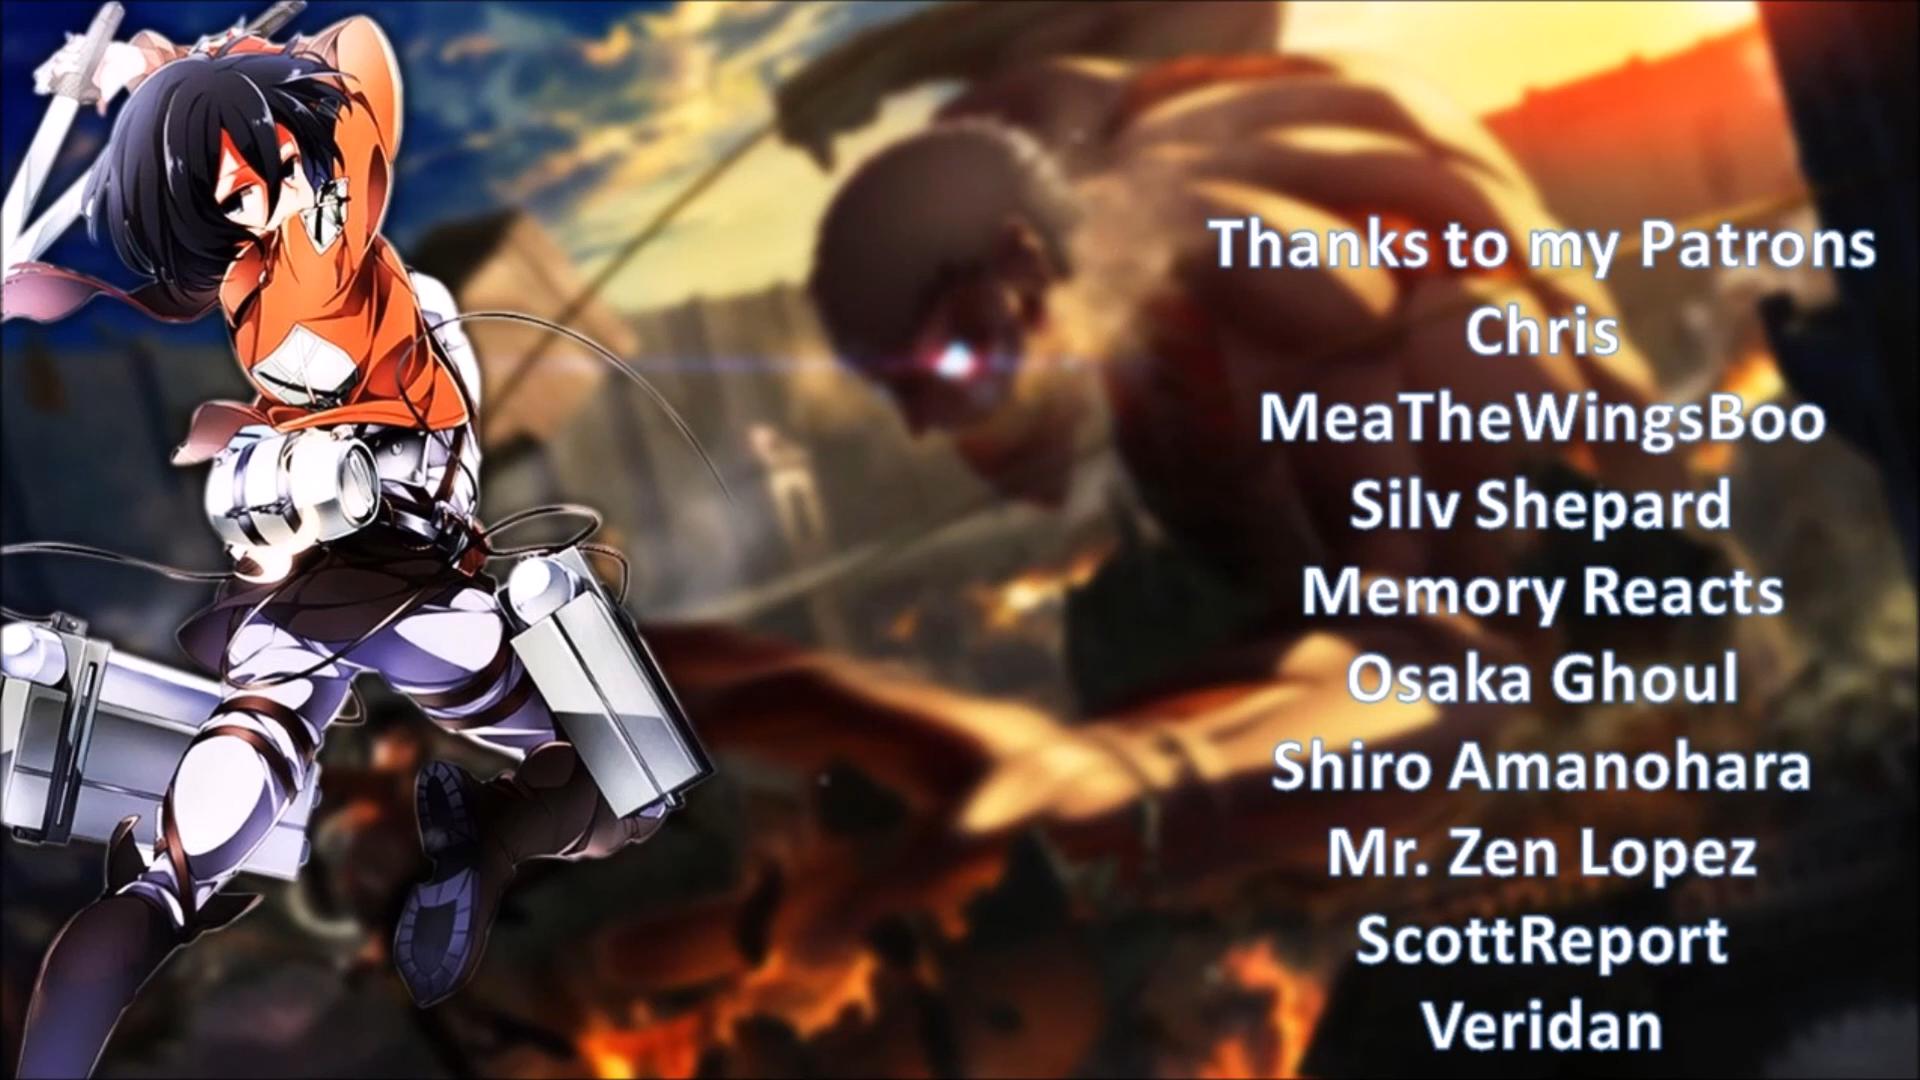 Thanks to my Patrons
Chris
MeaTheWingsBoo
Silv Shepard
Memory Reacts
Osaka Ghoul
Shiro Amanohara
Mr. Zen Lopez
ScottReport
Veridan